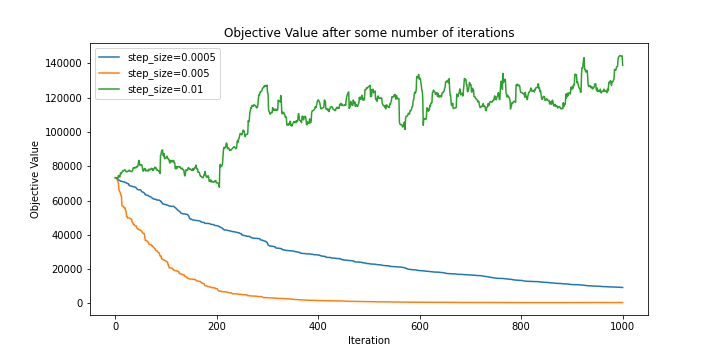 Objective Value after some number of iterations
step_size=0.0005
step_size=0.005
step_size=0.01
140000
120000
100000
80000
60000
40000
20000
0
Objective Value
0
200
400
600
800
1000
Iteration